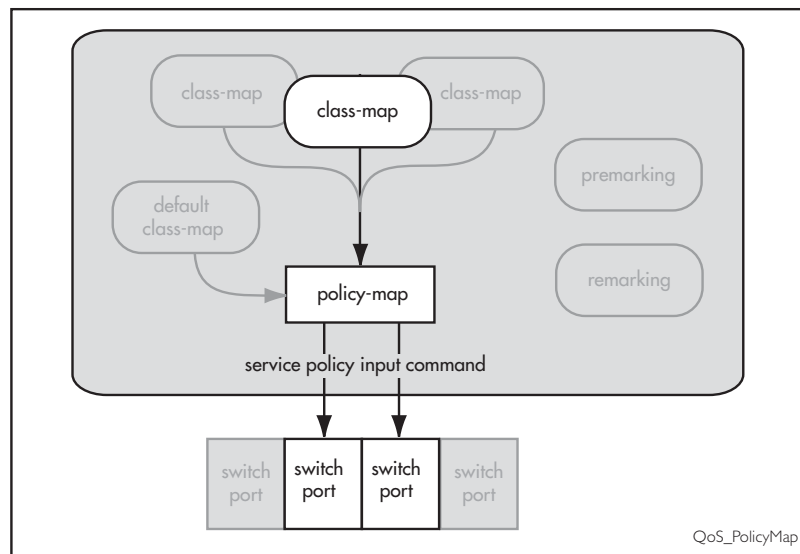 class-map
class-map
class-map
premarking
default
class-map
remarking
policy-map
service policy input command
switch
port
switch
port
switch
port
switch
port
QoS_PolicyMap